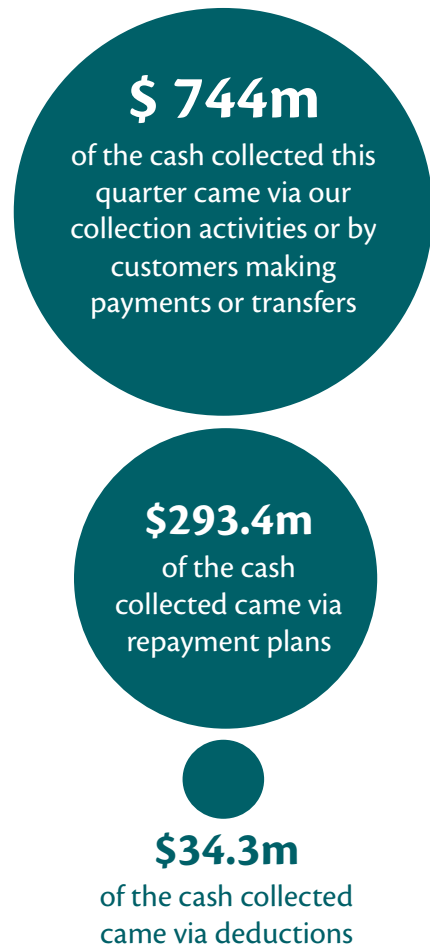 $ 744m
of the cash collected this
quarter came via our
collection activities or by
customers making
payments or transfers
$293.4m
of the cash
collected came via
repayment plans
$34.3m
of the cash collected
came via deductions